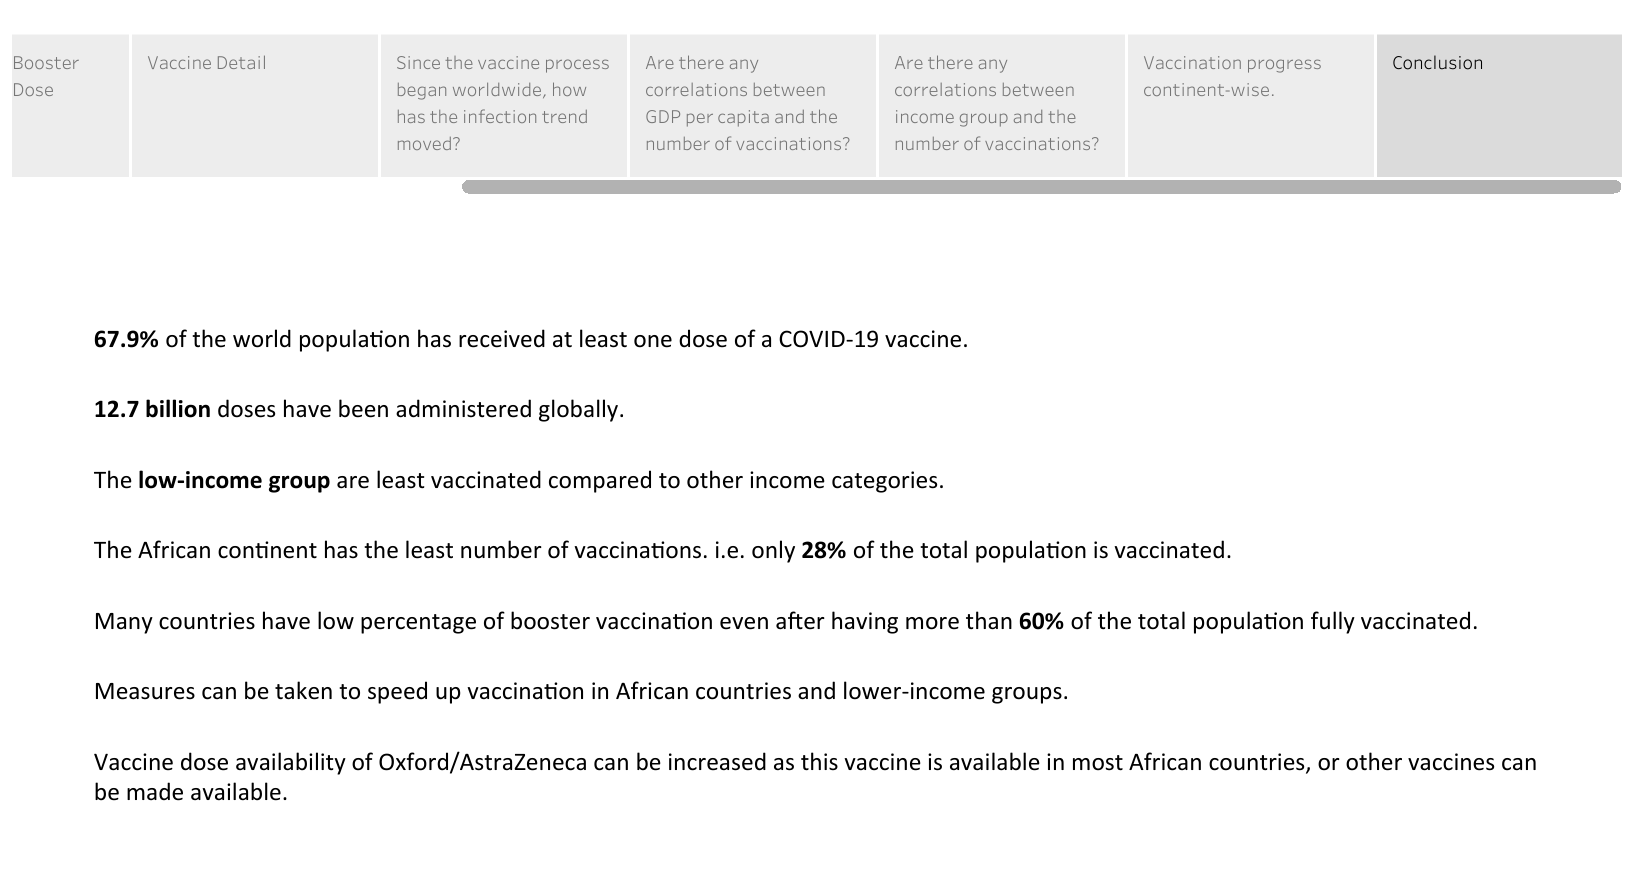 Booster
Dose
Vaccine Detail
Since the vaccine process
began worldwide, how
has the infection trend
moved?
Are there any
correlations between
GDP per capita and the
number of vaccinations?
Are there any
correlations between
income group and the
number of vaccinations?
Vaccination progress
continent-wise.
Conclusion
67.9% of the world population has received at least one dose of a COVID-19 vaccine.
12.7 billion doses have been administered globally.
The low-income group are least vaccinated compared to other income categories.
The African continent has the least number of vaccinations. i.e. only 28% of the total population is vaccinated.
Many countries have low percentage of booster vaccination even after having more than 60% of the total population fully vaccinated.
Measures can be taken to speed up vaccination in African countries and lower-income groups.
Vaccine dose availability of Oxford/AstraZeneca can be increased as this vaccine is available in most African countries, or other vaccines can
be made available.